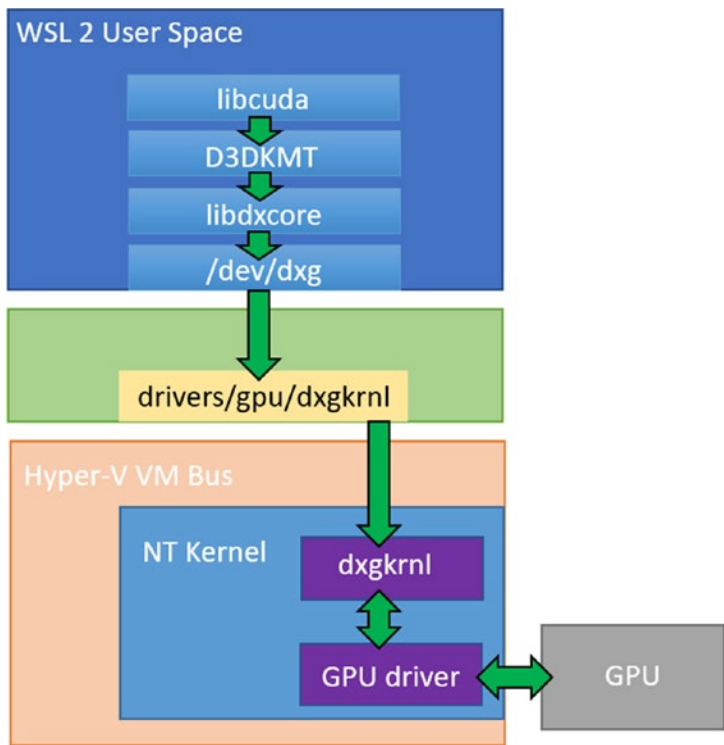 WSL 2 User Space
libcuda
D3DKMT
libdxcore
/dev/dxg
drivers/gpu/dxgkrnl
Hyper-V VM Bus
NT Kernel
dxgkrnl
GPU driver
GPU